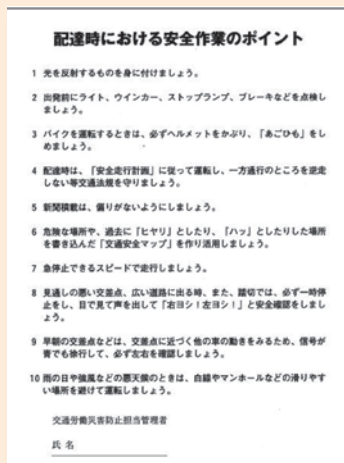 配達時における安全作業のポイント
1 光を反射するものを身に付けましょう。
2 出発前にライト、ウインカー、ストップランプ、ブレーキなどを点検し
ましょう。
3 バイクを運転するときは、必ずヘルメットをかぶり、「あごひも」をし
めましょう。
4 配達時は、「安全走行計画」に従って運転し、一方通行のところを逆走
しない等交通法規を守りましょう。
5 新聞積載は、偏りがないようにしましょう。
6 危険な場所や、過去に「ヒヤリ」としたり、「ハッ」としたりした場所
を書き込んだ「交通安全マップ」を作り活用しましょう。
7 急停止できるスピードで走行しましょう。
8 見通しの悪い交差点、広い道路に出る時、また、踏切では、必ず一時停
止をし、目で見て声を出して「右ヨシ!左ヨシ!」と安全確認をしまし
ょう。
9 早朝の交差点などは、交差点に近づく他の車の動きをみるため、信号が
青でも徐行して、必ず左右を確認しましょう。
10 雨の日や強風などの悪天候のときは、白線やマンホールなどの滑りやす
い場所を避けて運転しましょう。
交通労働災害防止担当管理者
氏名